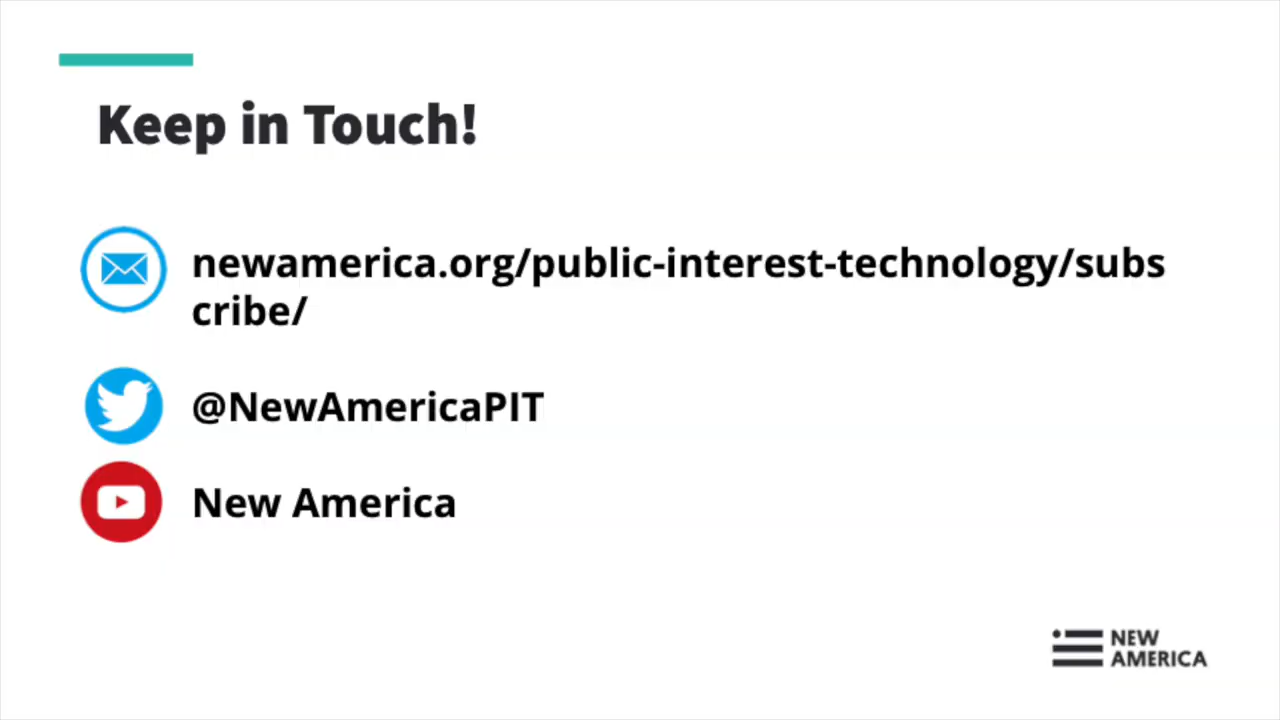 Keep in Touch!
newamerica.org/public-interest-technology/subs
cribe/
@NewAmericaPIT
New America
NEW
AMERICA